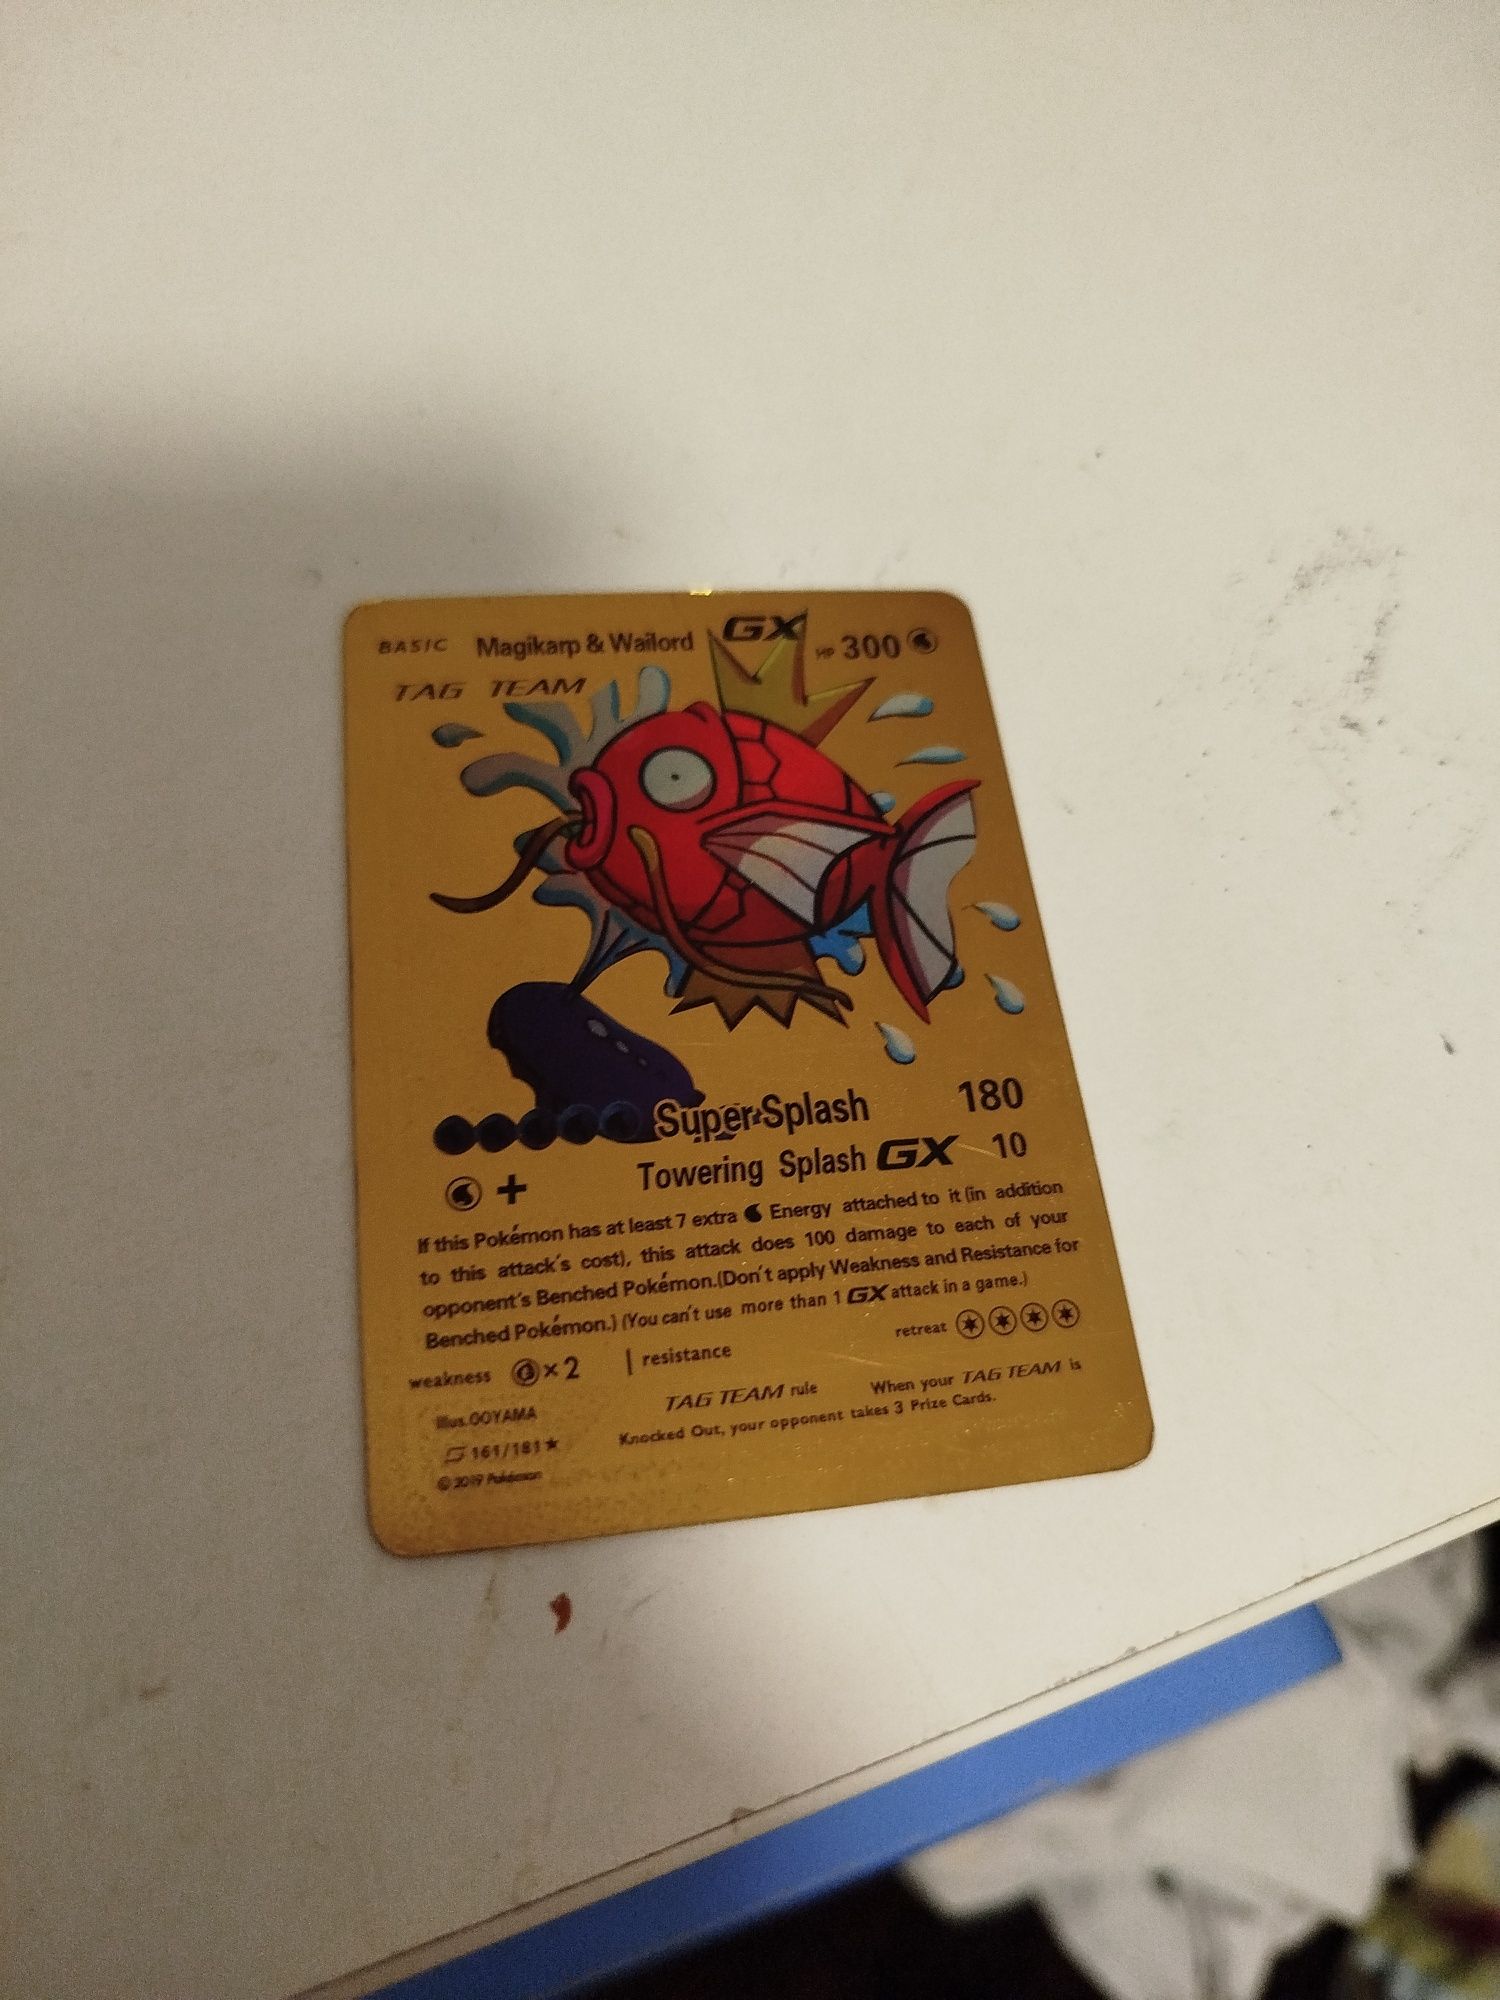 BASIC Magikarp & Wailord GX HP 300
TAG TEAM
Super Splash 180
Towering Splash GX 10
+
If this Pokémon has at least 7 extra Energy attached to it (in addition
to this attack's cost), this attack does 100 damage to each of your
opponent's Benched Pokémon.(Don't apply Weakness and Resistance for
Benched Pokémon.) (You can't use more than 1 GX attack in a game.)
weakness ×2 resistance retreat
Illus.OOYAMA TAG TEAM rule When your TAG TEAM is
161/181★ Knocked Out, your opponent takes 3 Prize Cards.
©2019 Pokémon